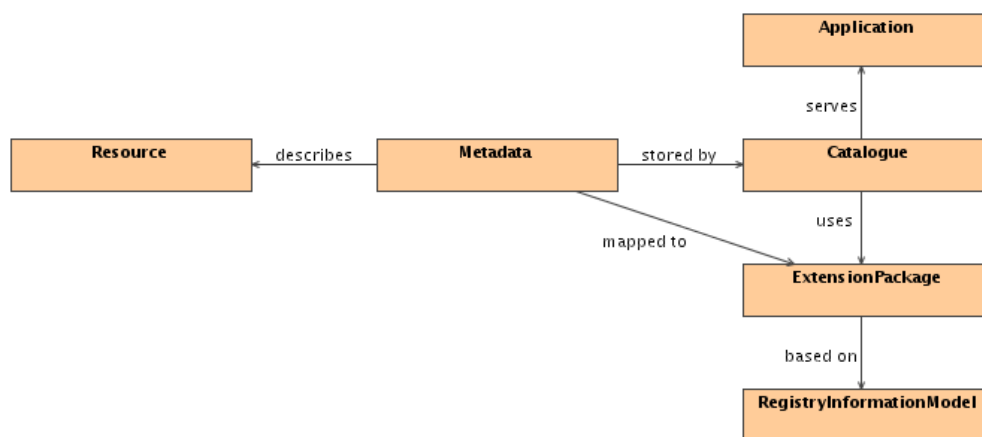 Application
serves
Resource
describes
Metadata
stored by
Catalogue
uses
mapped to
ExtensionPackage
based on
RegistryInformationModel